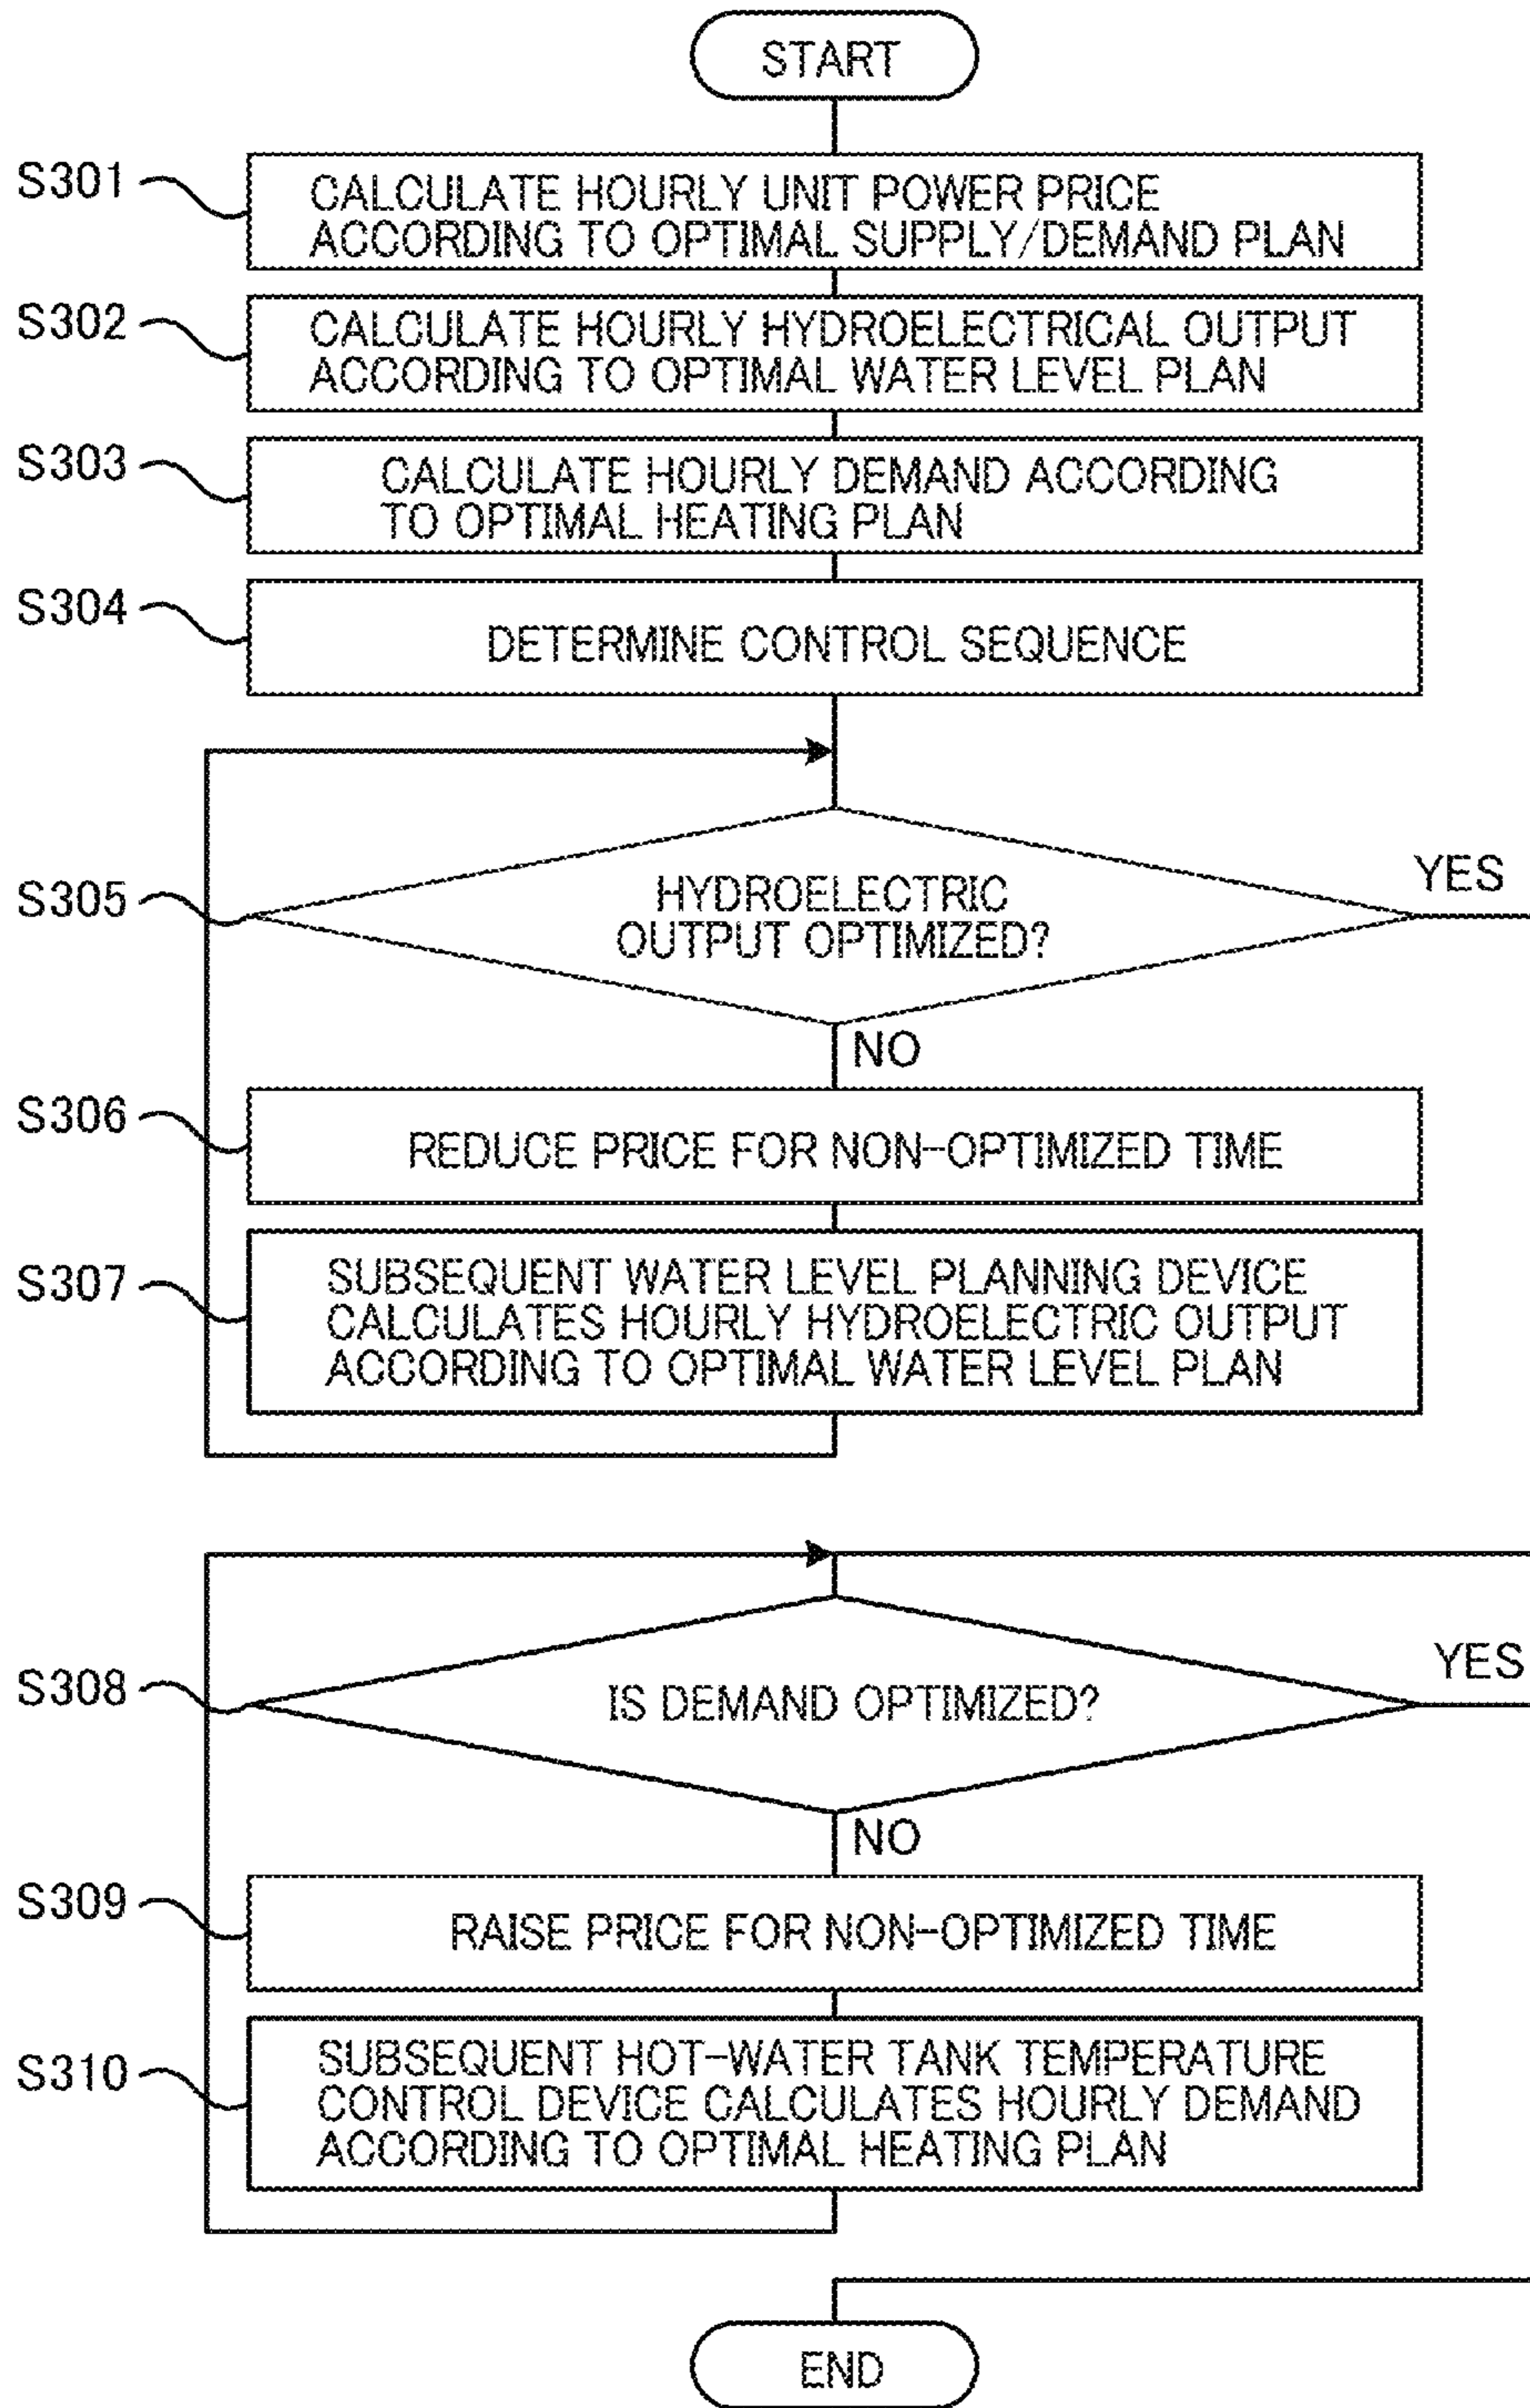 START
S301
CALCULATE HOURLY UNIT POWER PRICE
ACCORDING TO OPTIMAL SUPPLY/DEMAND PLAN
S302
CALCULATE HOURLY HYDROELECTRICAL OUTPUT
ACCORDING TO OPTIMAL WATER LEVEL PLAN
S303
CALCULATE HOURLY DEMAND ACCORDING
TO OPTIMAL HEATING PLAN
S304
DETERMINE CONTROL SEQUENCE
S305
HYDROELECTRIC
OUTPUT OPTIMIZED?
YES
NO
S306
REDUCE PRICE FOR NON-OPTIMIZED TIME
S307
SUBSEQUENT WATER LEVEL PLANNING DEVICE
CALCULATES HOURLY HYDROELECTRIC OUTPUT
ACCORDING TO OPTIMAL WATER LEVEL PLAN
S308
IS DEMAND OPTIMIZED?
YES
NO
S309
RAISE PRICE FOR NON-OPTIMIZED TIME
S310
SUBSEQUENT HOT-WATER TANK TEMPERATURE
CONTROL DEVICE CALCULATES HOURLY DEMAND
ACCORDING TO OPTIMAL HEATING PLAN
END